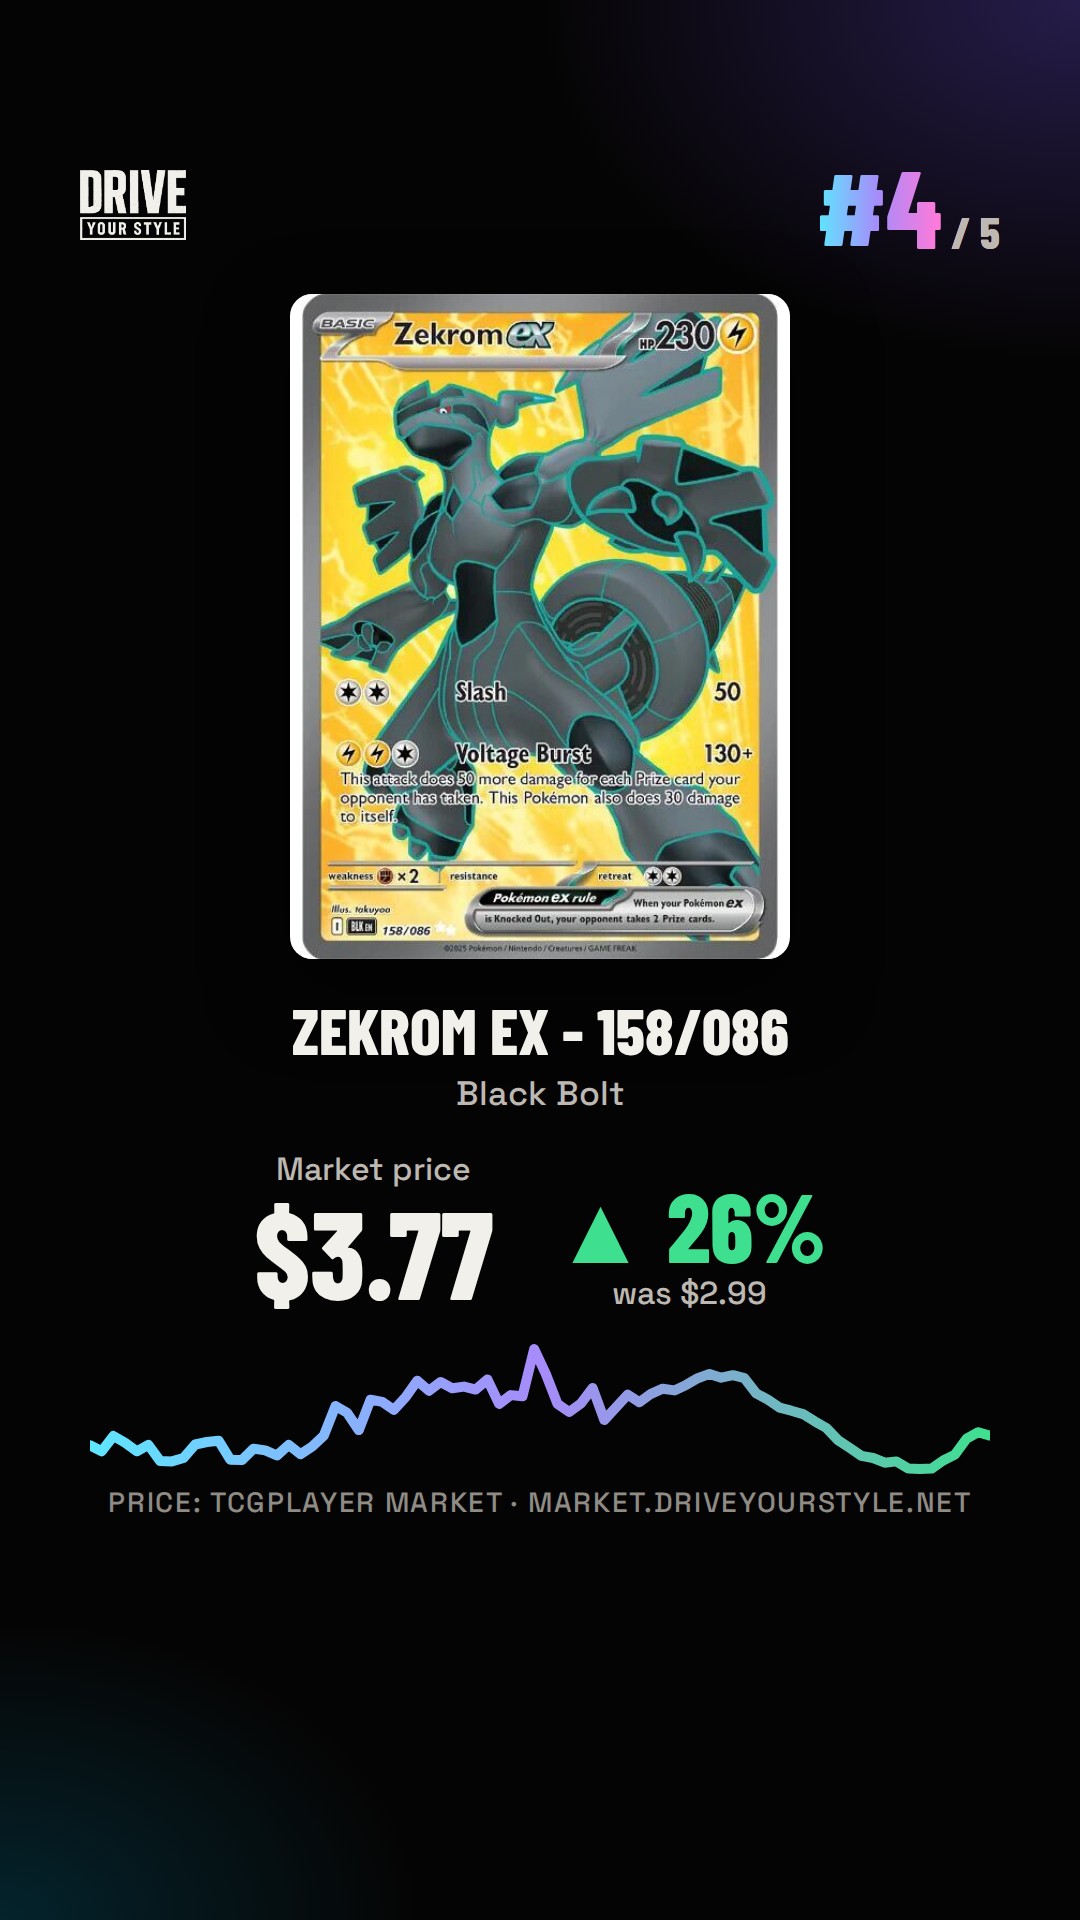 DRIVE
YOUR STYLE
#4 / 5
BASIC Zekrom ex HP 230
Slash 50
Voltage Burst 130+
This attack does 50 more damage for each Prize card your
opponent has taken. This Pokémon also does 30 damage
to itself.
weakness ×2 resistance retreat
Pokémon ex rule When your Pokémon ex
is Knocked Out, your opponent takes 2 Prize cards.
Illus. takuyoa
I BLK EN 158/086
©2025 Pokémon / Nintendo / Creatures / GAME FREAK
ZEKROM EX - 158/086
Black Bolt
Market price
$3.77
▲ 26%
was $2.99
PRICE: TCGPLAYER MARKET · MARKET.DRIVEYOURSTYLE.NET